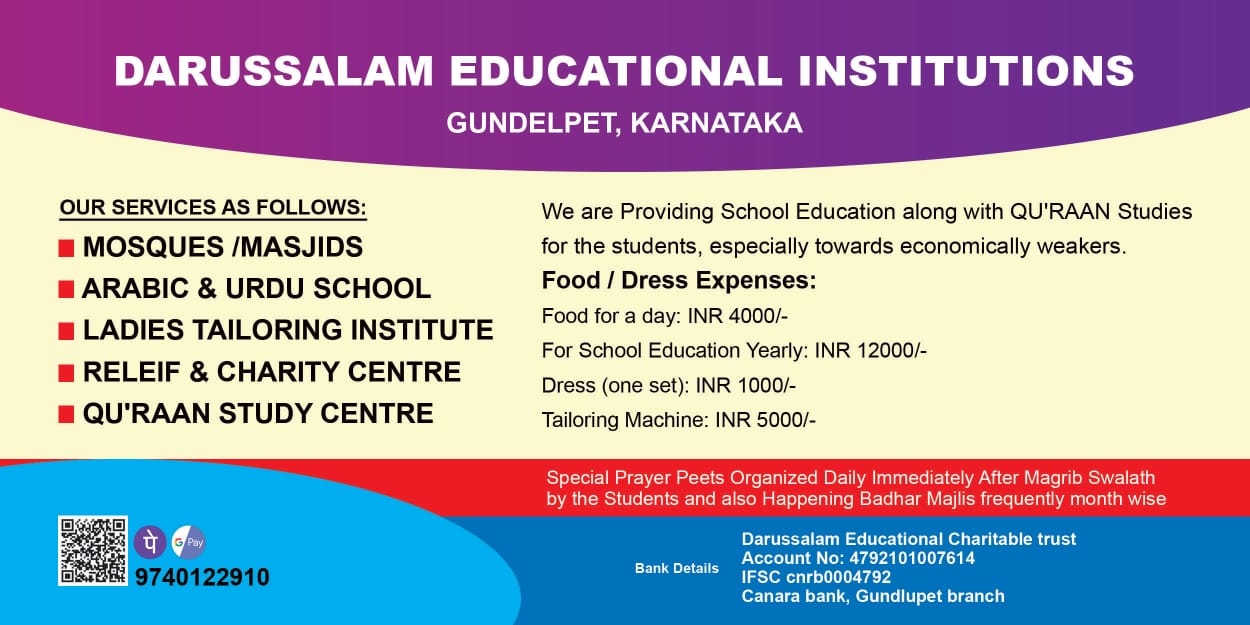 DARUSSALAM EDUCATIONAL INSTITUTIONS
GUNDELPET, KARNATAKA
OUR SERVICES AS FOLLOWS:
MOSQUES /MASJIDS
ARABIC & URDU SCHOOL
LADIES TAILORING INSTITUTE
RELEIF & CHARITY CENTRE
QU'RAAN STUDY CENTRE
We are Providing School Education along with QU'RAAN Studies
for the students, especially towards economically weakers.
Food / Dress Expenses:
Food for a day: INR 4000/-
For School Education Yearly: INR 12000/-
Dress (one set): INR 1000/-
Tailoring Machine: INR 5000/-
Special Prayer Peets Organized Daily Immediately After Magrib Swalath
by the Students and also Happening Badhar Majlis frequently month wise
पे G Pay
9740122910
Bank Details
Darussalam Educational Charitable trust
Account No: 4792101007614
IFSC cnrb0004792
Canara bank, Gundlupet branch